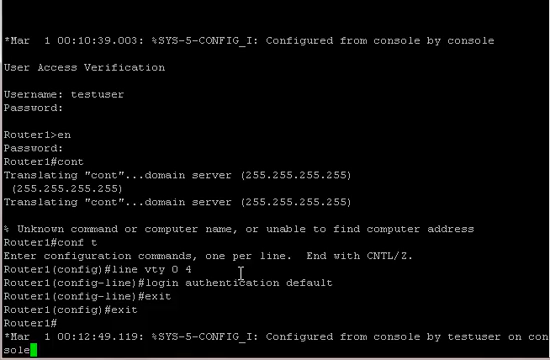 *Mar  1 00:10:39.003: %SYS-5-CONFIG_I: Configured from console by console
User Access Verification
Username: testuser
Password:
Router1>en
Password:
Router1#cont
Translating "cont"...domain server (255.255.255.255)
 (255.255.255.255)
Translating "cont"...domain server (255.255.255.255)
% Unknown command or computer name, or unable to find computer address
Router1#conf t
Enter configuration commands, one per line.  End with CNTL/Z.
Router1(config)#line vty 0 4
Router1(config-line)#login authentication default
Router1(config-line)#exit
Router1(config)#exit
Router1#
*Mar  1 00:12:49.119: %SYS-5-CONFIG_I: Configured from console by testuser on con
sole